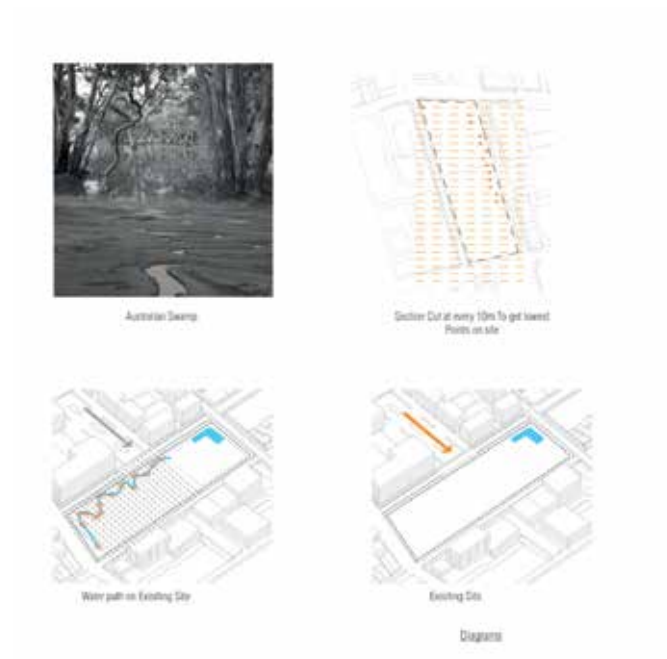 Australian Swamp
Section Cut at every 10m To get lowest
Points on site
Water path on Existing Site
Existing Site
Diagrams